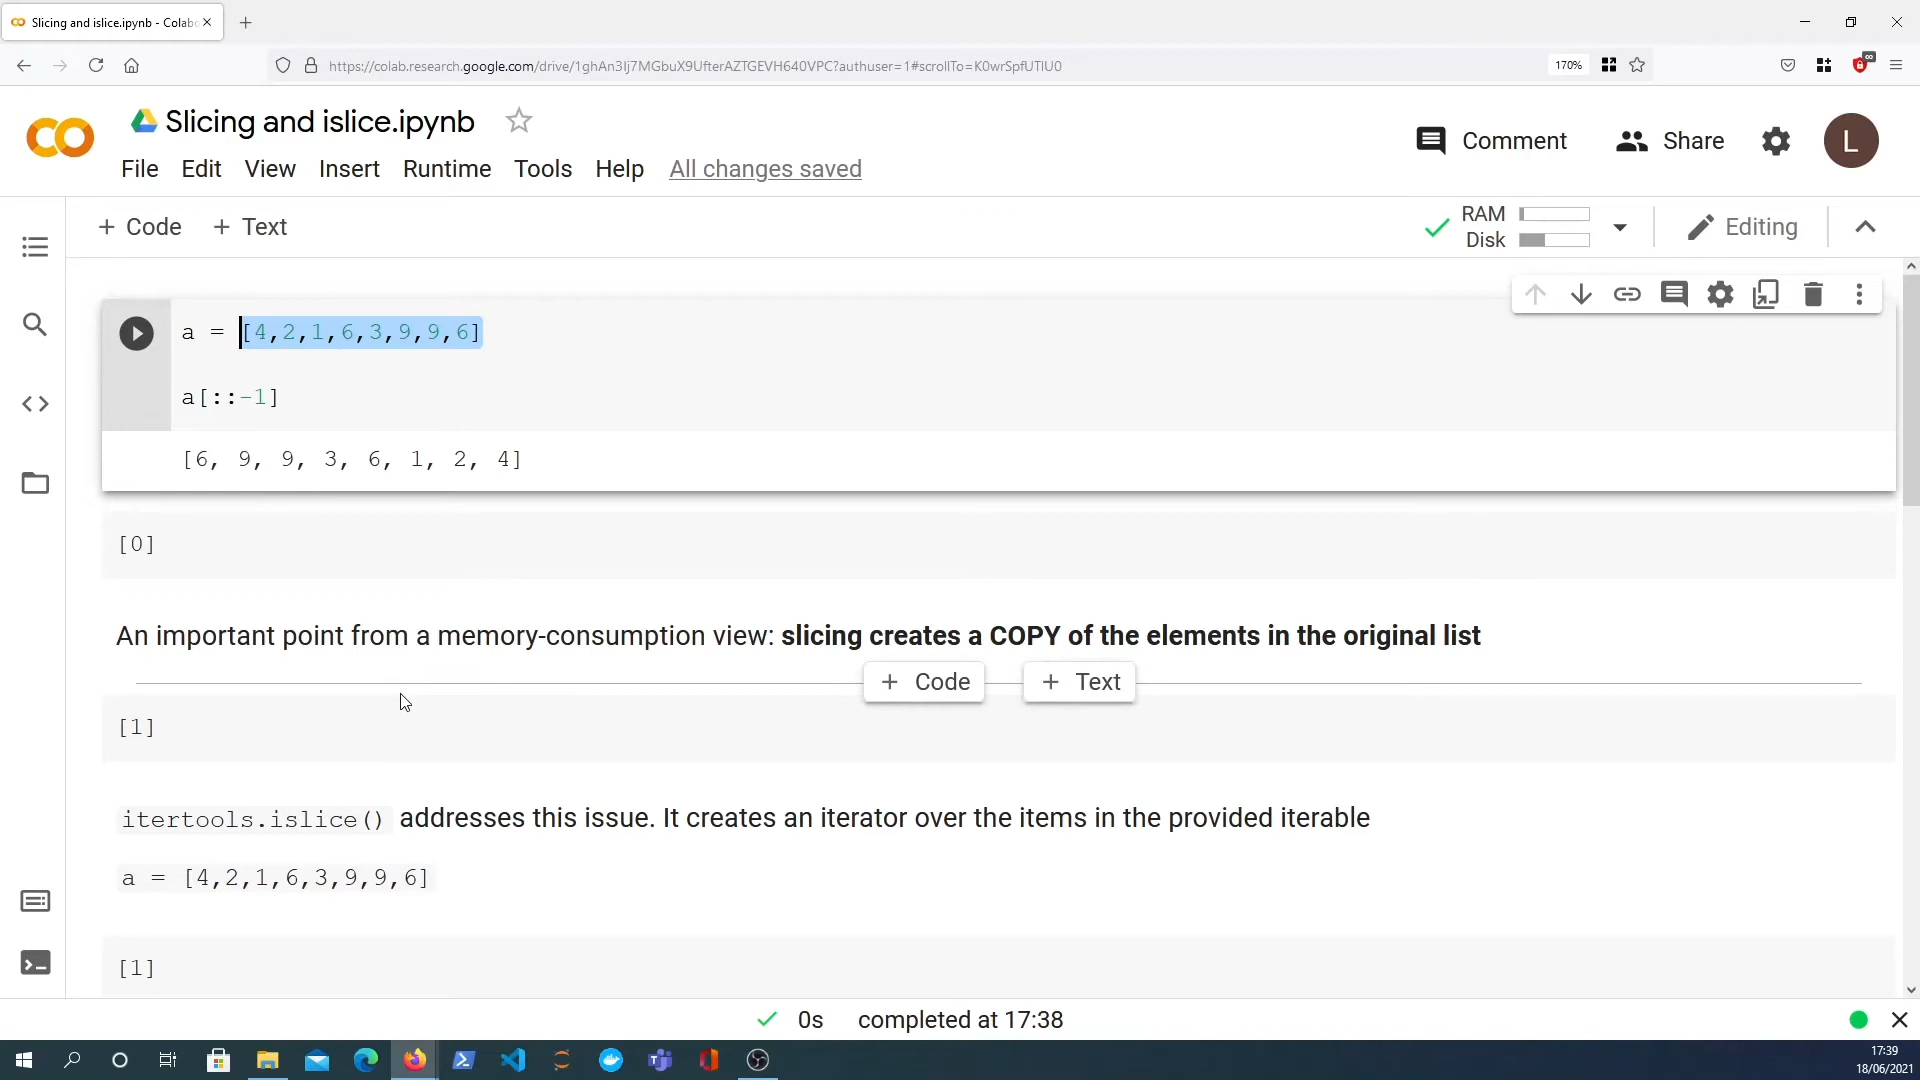 Slicing and islice.ipynb - Colab
https://colab.research.google.com/drive/1ghAn3Ij7MGbuX9UfterAZTGEVH640VPC?authuser=1#scrollTo=K0wrSpfUTIU0
170%
Slicing and islice.ipynb
Comment
Share
L
File Edit View Insert Runtime Tools Help All changes saved
+ Code + Text
RAM
Disk
Editing
a = [4,2,1,6,3,9,9,6]
a[::-1]
[6, 9, 9, 3, 6, 1, 2, 4]
[0]
An important point from a memory-consumption view: slicing creates a COPY of the elements in the original list
+ Code + Text
[1]
itertools.islice() addresses this issue. It creates an iterator over the items in the provided iterable
a = [4,2,1,6,3,9,9,6]
[1]
0s completed at 17:38
17:39
18/06/2021